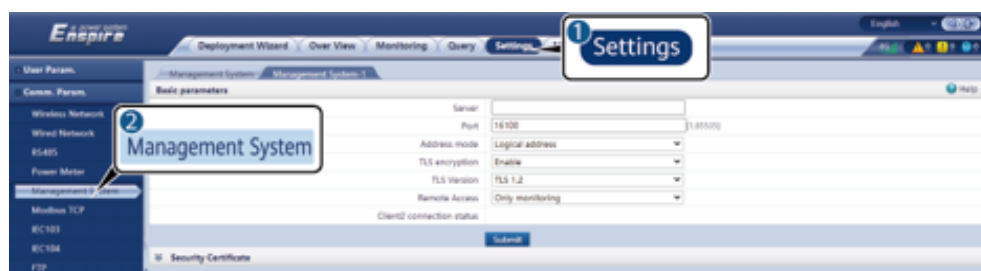 Enspire
English
Deployment Wizard
Over View
Monitoring
Query
Settings
1
Settings
User Param.
Management System
Management System-1
Comm. Param.
Basic parameters
Help
Wireless Network
Server
Wired Network
Port
16100
[1,65535]
2
Management System
RS485
Address mode
Logical address
Power Meter
TLS encryption
Enable
TLS Version
TLS 1.2
Management System
Remote Access
Only monitoring
Modbus TCP
Client2 connection status
IEC103
Submit
IEC104
Security Certificate
FTP